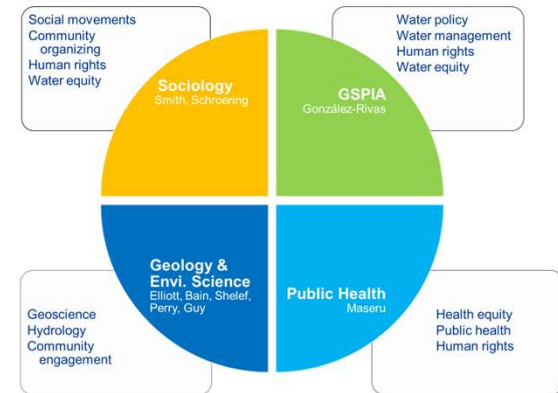 Social movements
Community
organizing
Human rights
Water equity
Water policy
Water management
Human rights
Water equity
Sociology
Smith, Schroering
GSPIA
González-Rivas
Geology &
Envi. Science
Elliott, Bain, Shelef,
Perry, Guy
Public Health
Maseru
Geoscience
Hydrology
Community
engagement
Health equity
Public health
Human rights